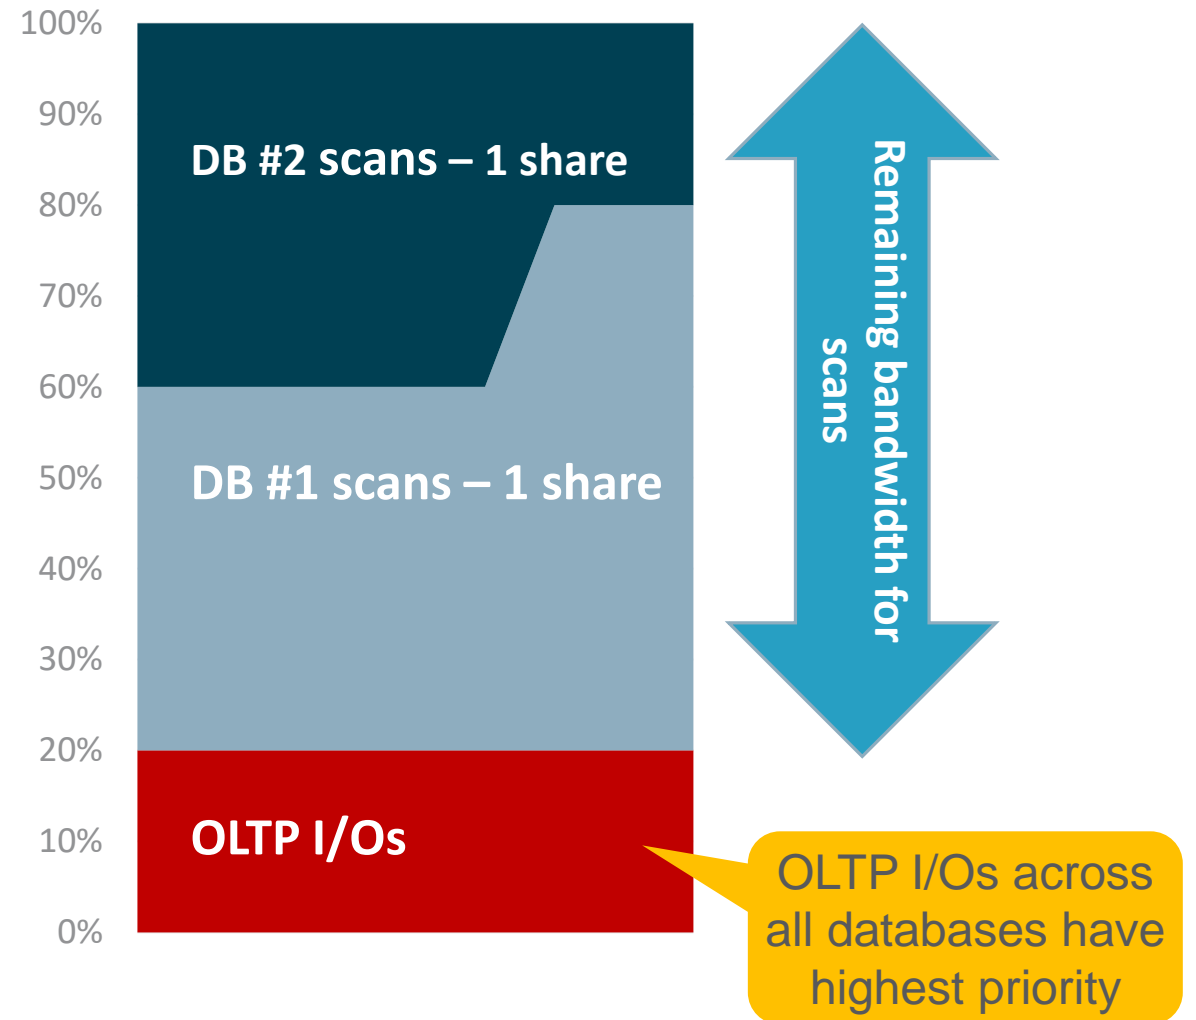 100%
90%
80%
70%
60%
50%
40%
30%
20%
10%
0%
DB #2 scans – 1 share
DB #1 scans – 1 share
OLTP I/Os
Remaining bandwidth for
scans
OLTP I/Os across
all databases have
highest priority